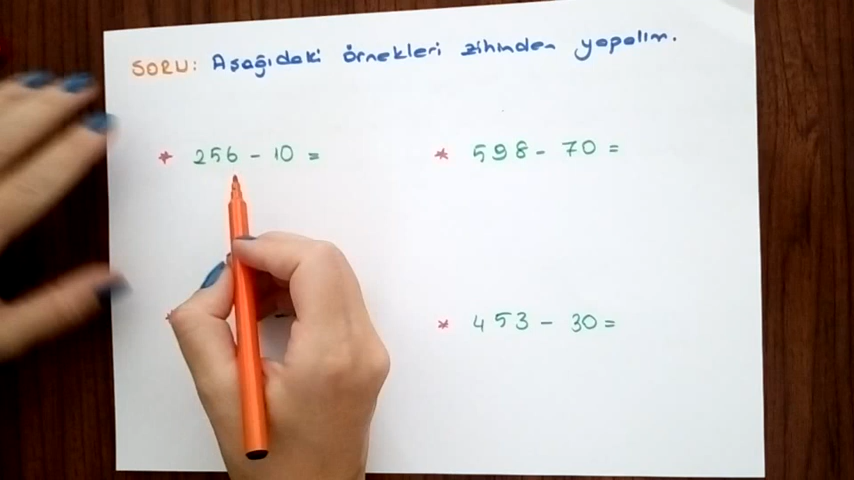 SORU: Aşağıdaki örnekleri zihinden yapalım.
* 256 - 10 =
* 598 - 70 =
* 453 - 30 =